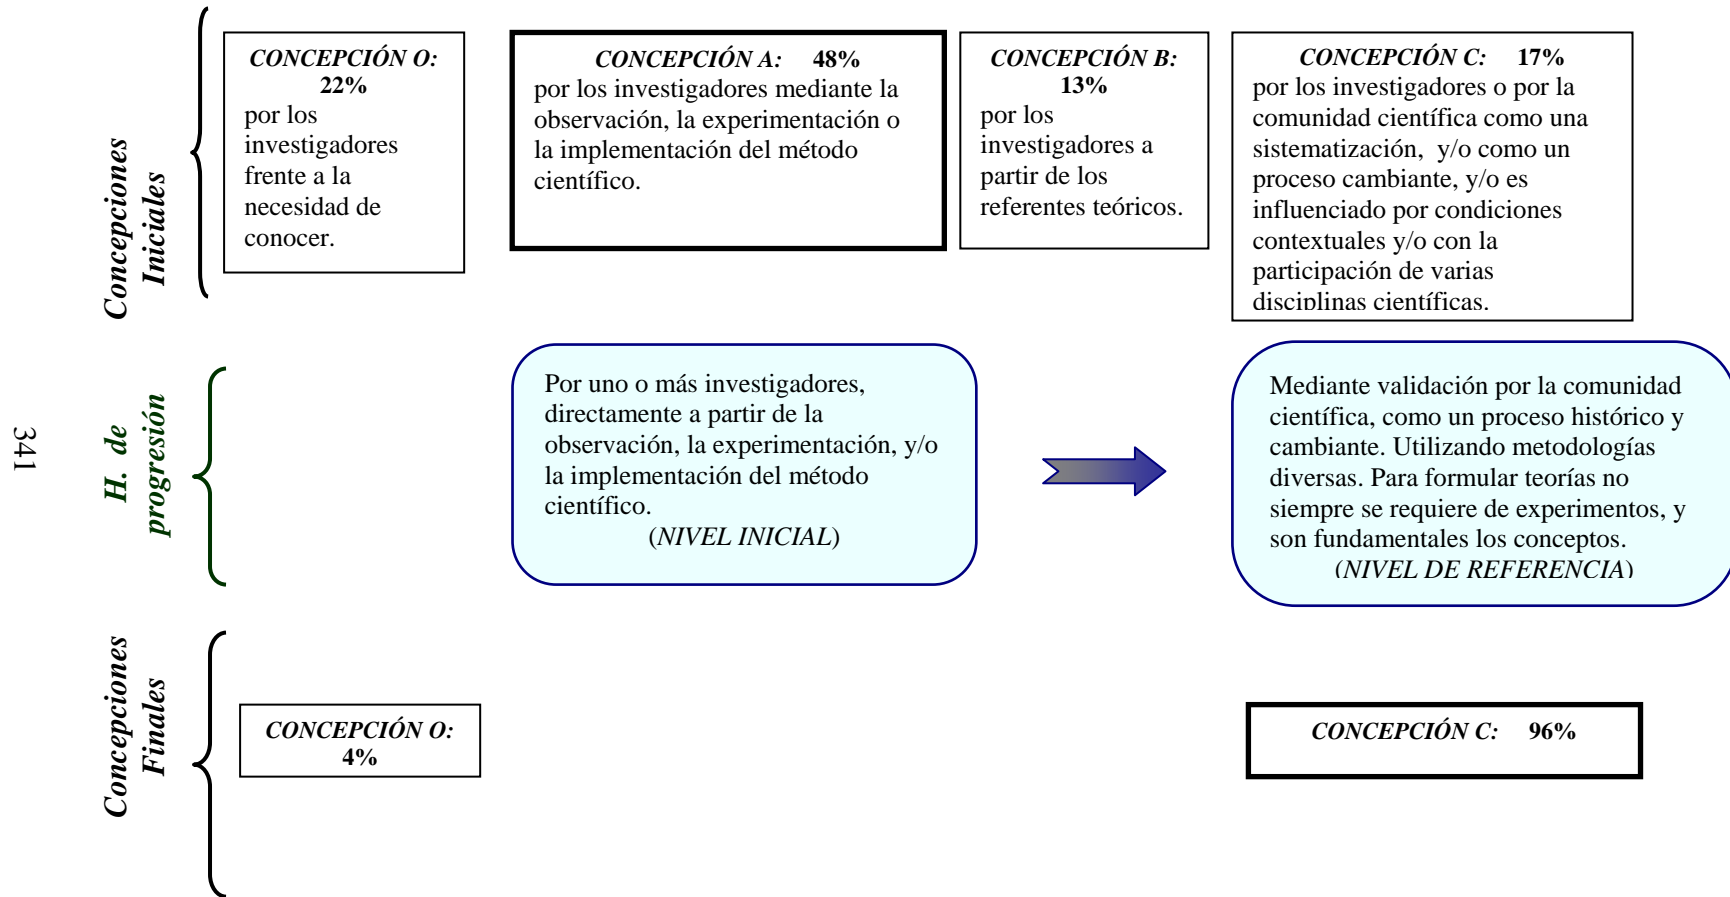 Concepciones
Iniciales
CONCEPCIÓN O:
22%
por los
investigadores
frente a la
necesidad de
conocer.
CONCEPCIÓN A: 48%
por los investigadores mediante la
observación, la experimentación o
la implementación del método
científico.
CONCEPCIÓN B:
13%
por los
investigadores a
partir de los
referentes teóricos.
CONCEPCIÓN C: 17%
por los investigadores o por la
comunidad científica como una
sistematización, y/o como un
proceso cambiante, y/o es
influenciado por condiciones
contextuales y/o con la
participación de varias
disciplinas científicas.
341
H. de
progresión
Por uno o más investigadores,
directamente a partir de la
observación, la experimentación, y/o
la implementación del método
científico.
(NIVEL INICIAL)
Mediante validación por la comunidad
científica, como un proceso histórico y
cambiante. Utilizando metodologías
diversas. Para formular teorías no
siempre se requiere de experimentos, y
son fundamentales los conceptos.
(NIVEL DE REFERENCIA)
Concepciones
Finales
CONCEPCIÓN O:
4%
CONCEPCIÓN C: 96%